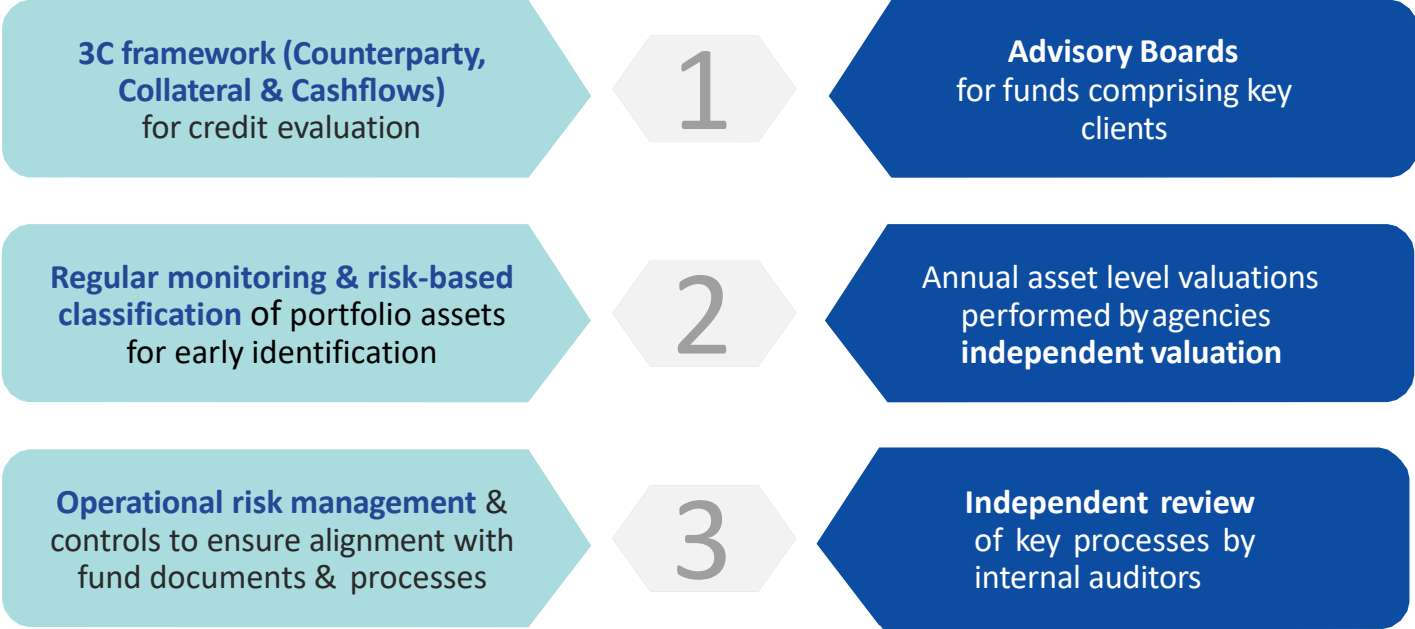 3C framework (Counterparty,
Collateral & Cashflows)
for credit evaluation
1
Advisory Boards
for funds comprising key
clients
Regular monitoring & risk-based
classification of portfolio assets
for early identification
2
Annual asset level valuations
performed by agencies
independent valuation
Operational risk management &
controls to ensure alignment with
fund documents & processes
3
Independent review
of key processes by
internal auditors